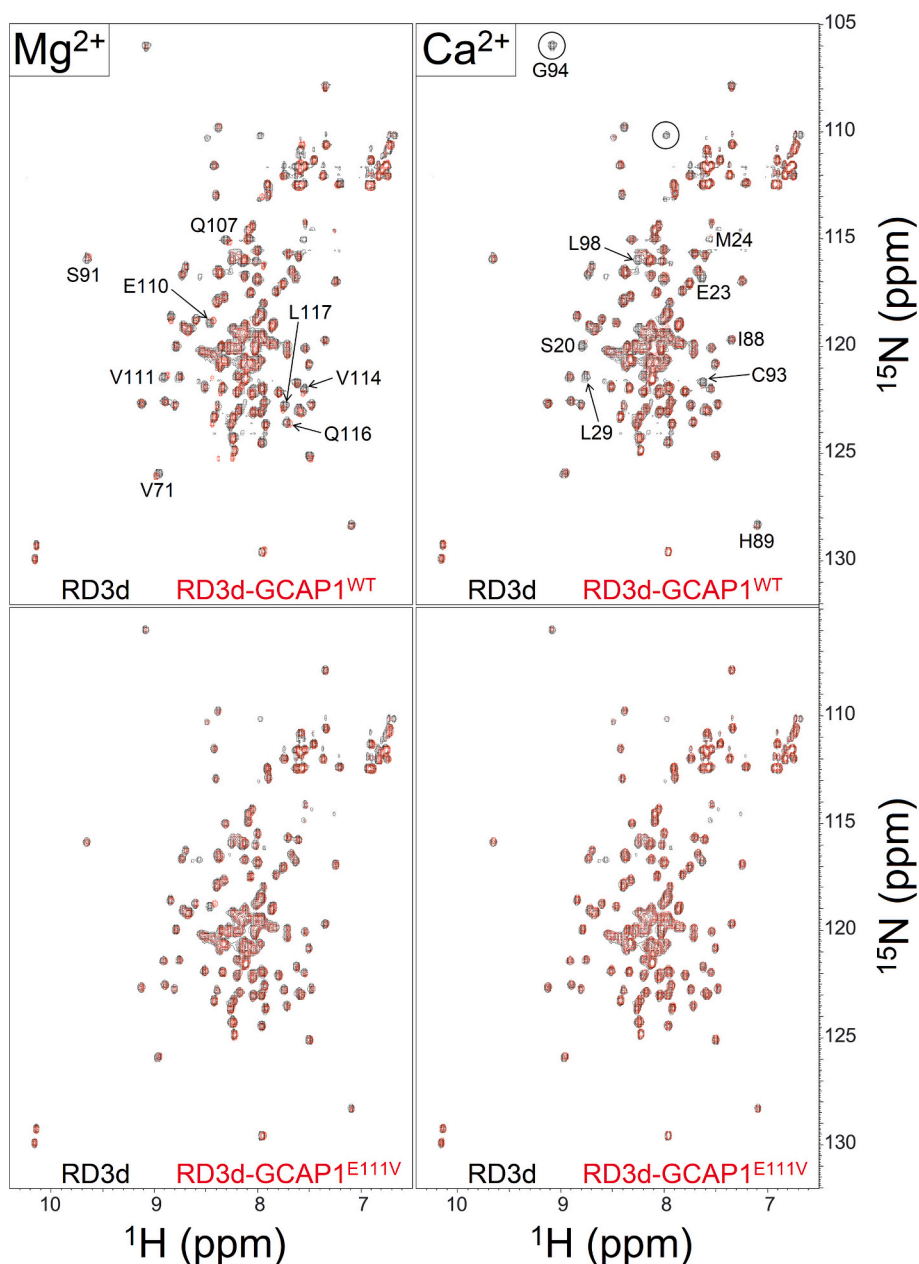 Mg²⁺
Ca²⁺
G94
105
110
115
120
125
130
¹⁵N (ppm)
Q107
S91
E110
L117
V111
V114
Q116
V71
L98
M24
E23
S20
I88
C93
L29
H89
RD3d RD3d-GCAP1ᵂᵀ
RD3d RD3d-GCAP1ᵂᵀ
110
115
120
125
130
¹⁵N (ppm)
RD3d RD3d-GCAP1ᴱ¹¹¹ⱽ
RD3d RD3d-GCAP1ᴱ¹¹¹ⱽ
10 9 8 7
10 9 8 7
¹H (ppm)
¹H (ppm)